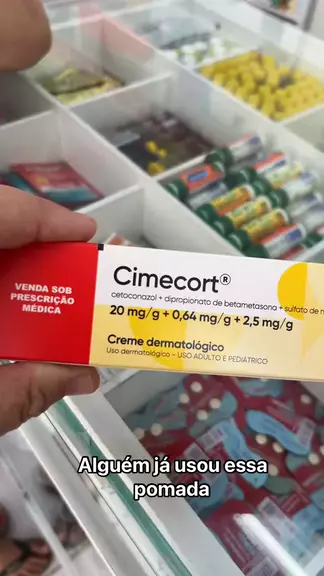 VENDA SOB
PRESCRIÇÃO
MÉDICA
Cimecort®
cetoconazol + dipropionato de betametasona + sulfato de
20 mg/g + 0,64 mg/g + 2,5 mg/g
Creme dermatológico
Uso dermatológico - USO ADULTO E PEDIÁTRICO
Alguém já usou essa
pomada